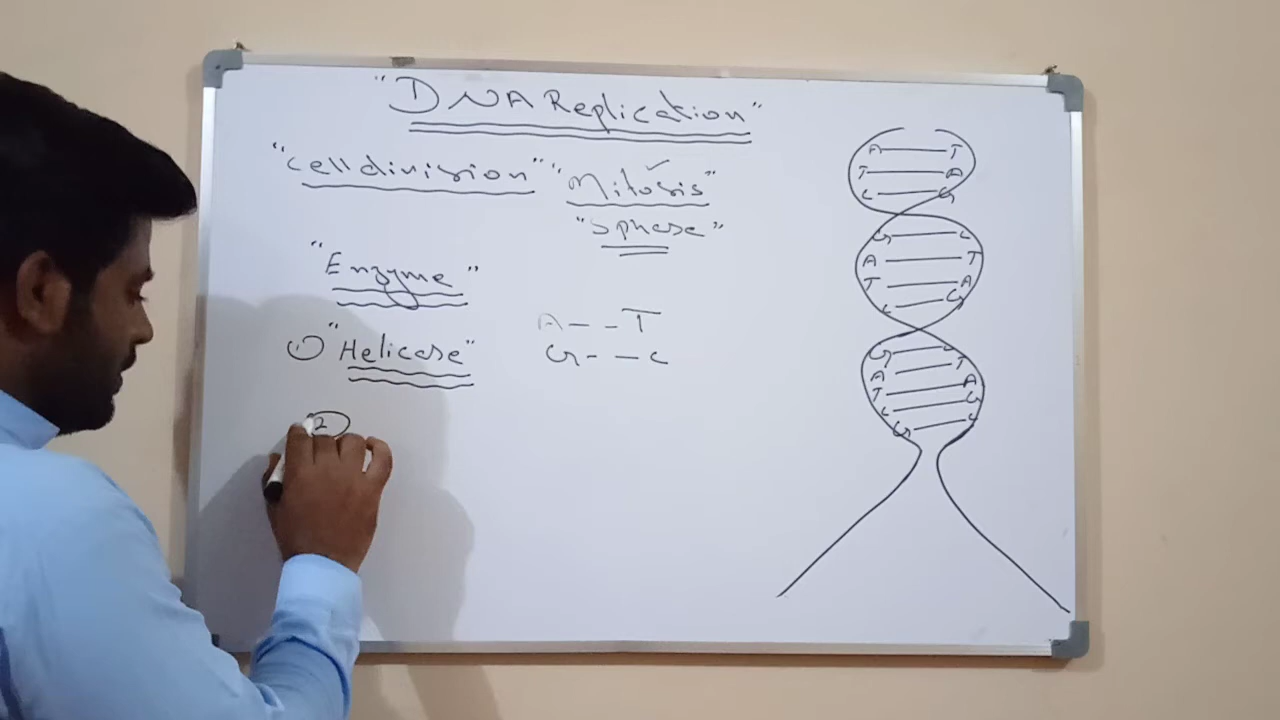 "DNA Replication"
"Cell division" "Mitosis"
"S phase"
"Enzyme"
A - - T
① "Helicase"
G - - C
②
A T
T A
C G
G C
A T
T A
C G
G C
A T
T A
C G
G C